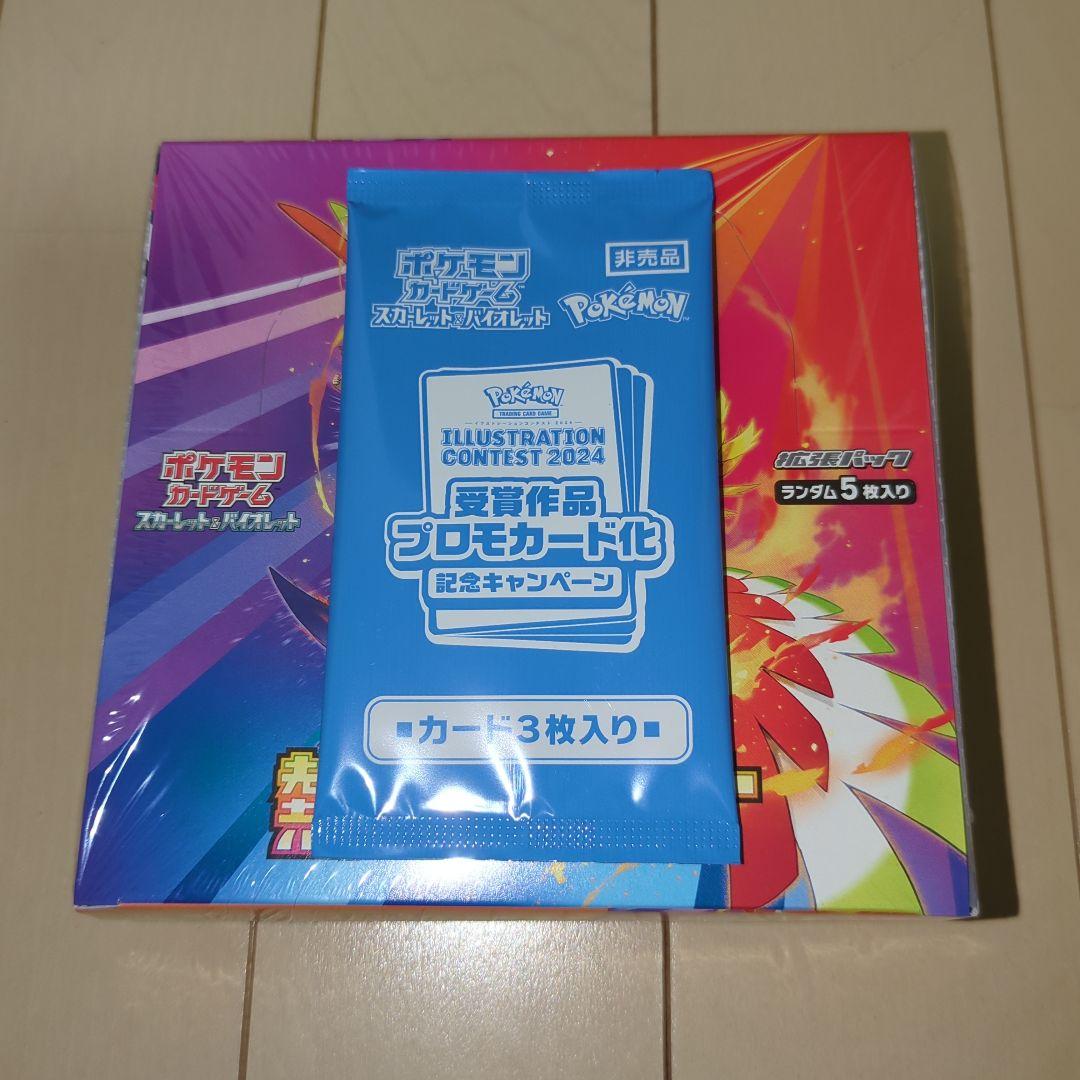 ポケモン
カードゲーム
スカーレット&バイオレット
非売品
Pokémon
Pokémon
TRADING CARD GAME
イラストレーションコンテスト 2024
ILLUSTRATION
CONTEST 2024
受賞作品
プロモカード化
記念キャンペーン
■カード3枚入り■
ポケモン
カードゲーム
スカーレット&バイオレット
拡張パック
ランダム5枚入り